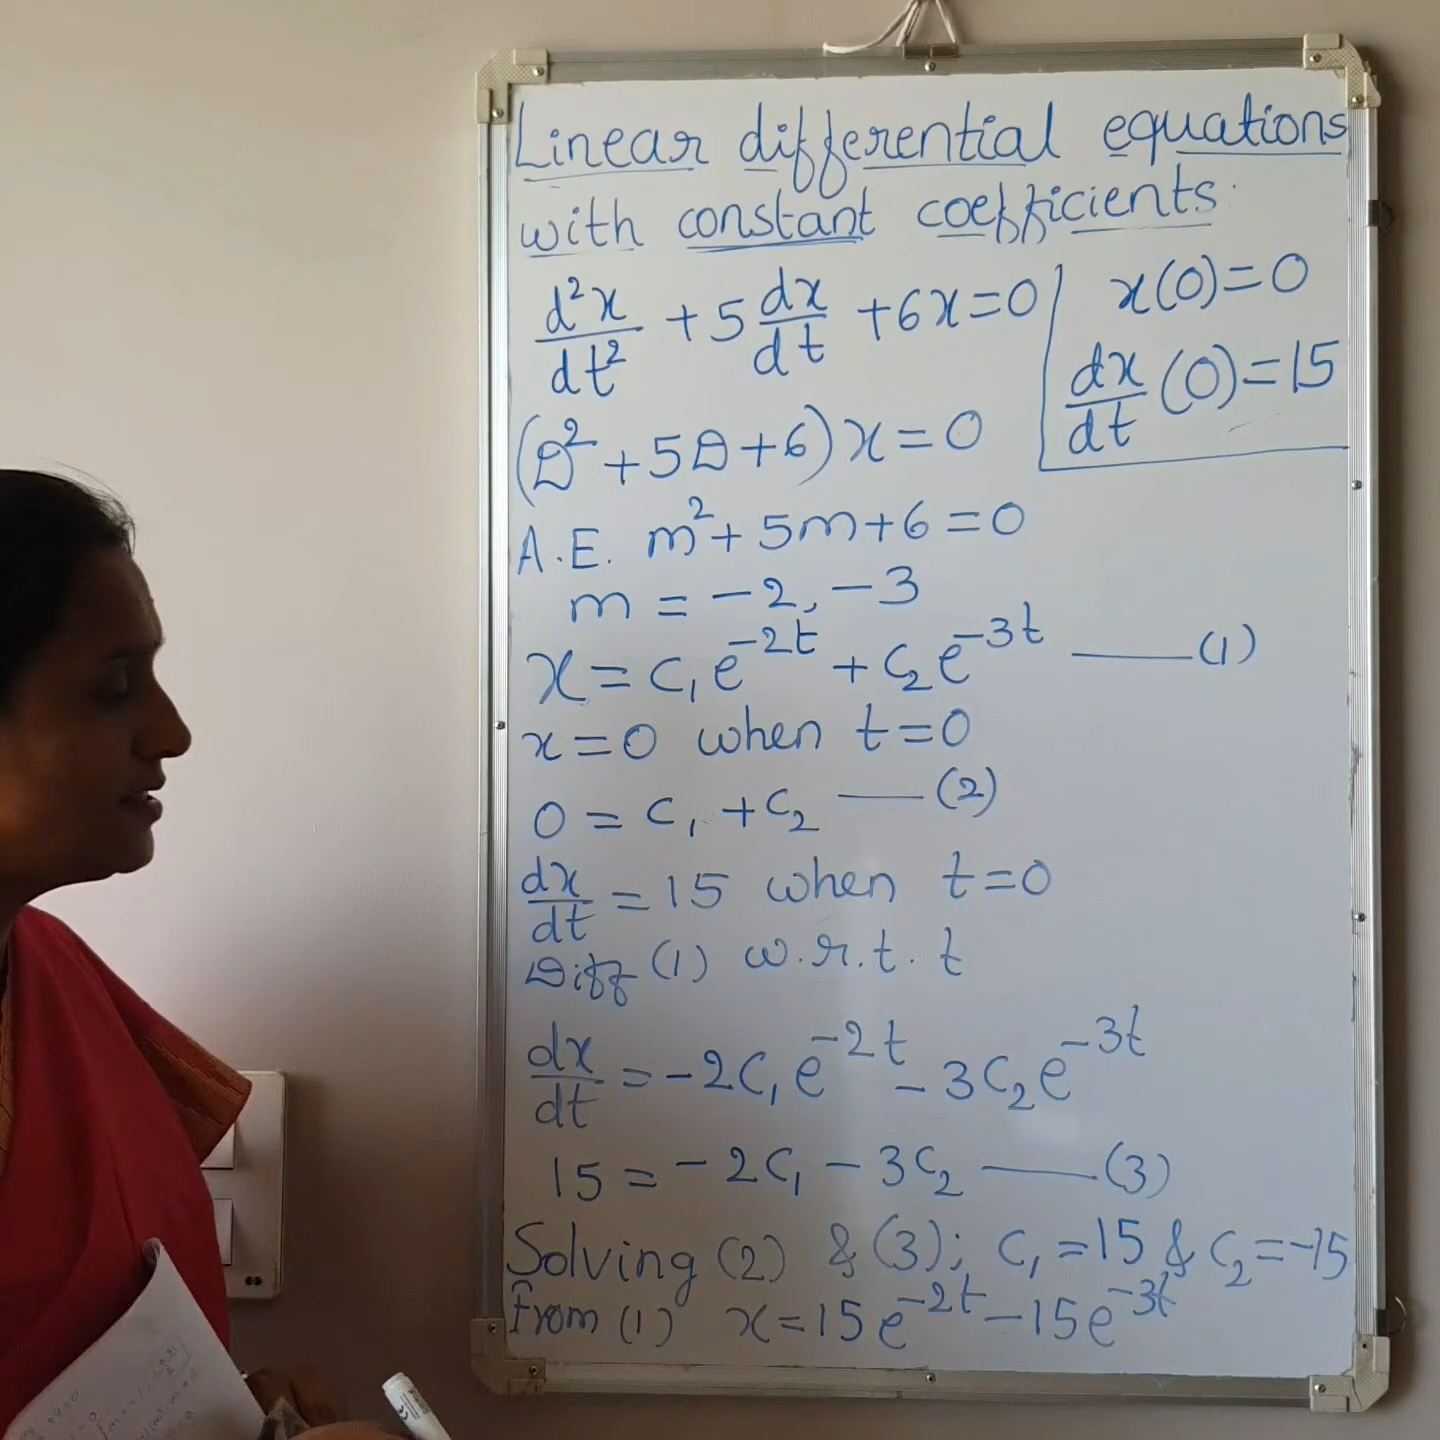 Linear differential equations
with constant coefficients:
d²x/dt² + 5 dx/dt + 6x = 0
x(0) = 0
dx/dt (0) = 15
(D² + 5D + 6) x = 0
A.E. m² + 5m + 6 = 0
m = -2, -3
x = c₁e^-2t + c₂e^-3t —— (1)
x = 0 when t = 0
0 = c₁ + c₂ —— (2)
dx/dt = 15 when t = 0
Diff (1) w.r.t. t
dx/dt = -2c₁e^-2t - 3c₂e^-3t
15 = -2c₁ - 3c₂ —— (3)
Solving (2) & (3); c₁ = 15 & c₂ = -15
From (1) x = 15e^-2t - 15e^-3t